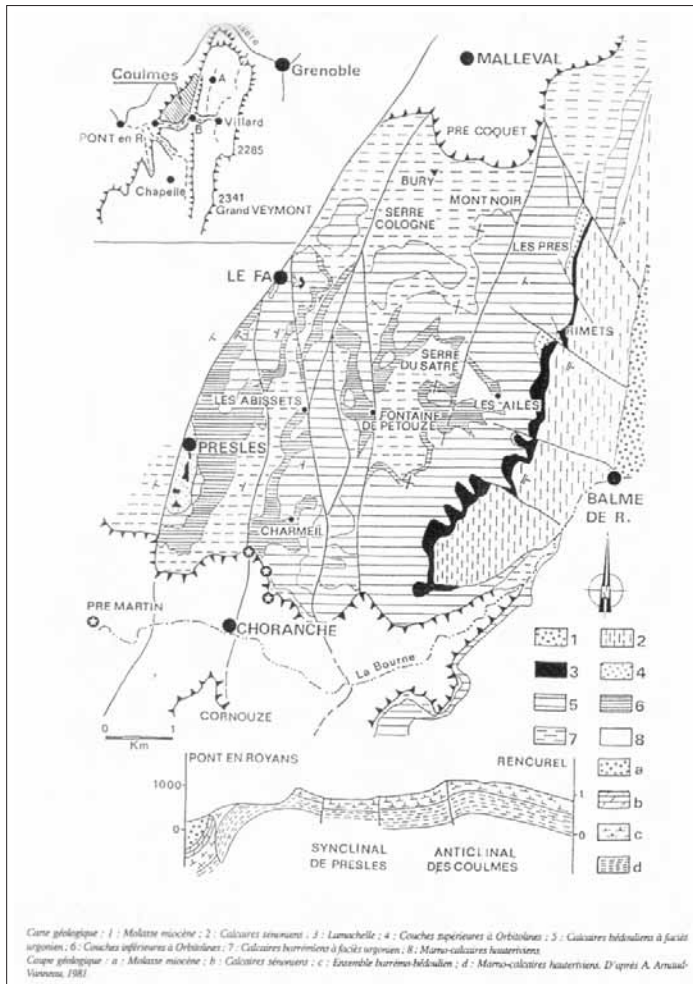 Isère
Grenoble
Coulmes
A
B
Villard
PONT en R.
2285
Chapelle
2341
Grand VEYMONT
MALLEVAL
PRE COQUET
BURY
MONT NOIR
SERRE
COLOGNE
LES PRES
LE FA
RIMETS
SERRE
DU SATRE
LES ABISSETS
LES AILES
FONTAINE
DE PETOUZE
PRESLES
BALME
DE R.
CHARMEIL
PRE MARTIN
CHORANCHE
La Bourne
CORNOUZE
0 1
Km
1 2
3 4
5 6
7 8
a
b
c
d
PONT EN ROYANS
RENCUREL
1000
0
1
0
SYNCLINAL
DE PRESLES
ANTICLINAL
DES COULMES
Carte géologique : 1 : Molasse miocène ; 2 : Calcaires sénoniens ; 3 : Lumachelle ; 4 : Couches supérieures à Orbitolines ; 5 : Calcaires bédouliens à faciès
urgonien ; 6 : Couches inférieures à Orbitolines ; 7 : Calcaires barrémiens à faciès urgonien ; 8 : Marno-calcaires hauteriviens.
Coupe géologique : a : Molasse miocène ; b : Calcaires sénoniens ; c : Ensemble barrémo-bédoulien ; d : Marno-calcaires hauteriviens. D'après A. Arnaud-
Vanneau, 1981